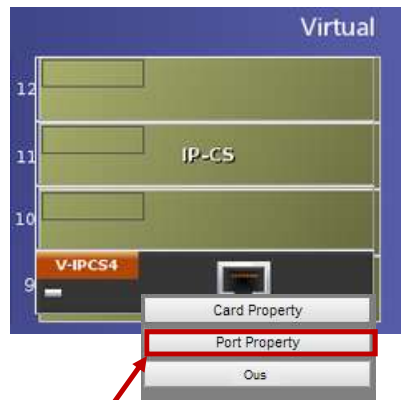 Virtual
12
11
IP-CS
10
V-IPCS4
9
Card Property
Port Property
Ous